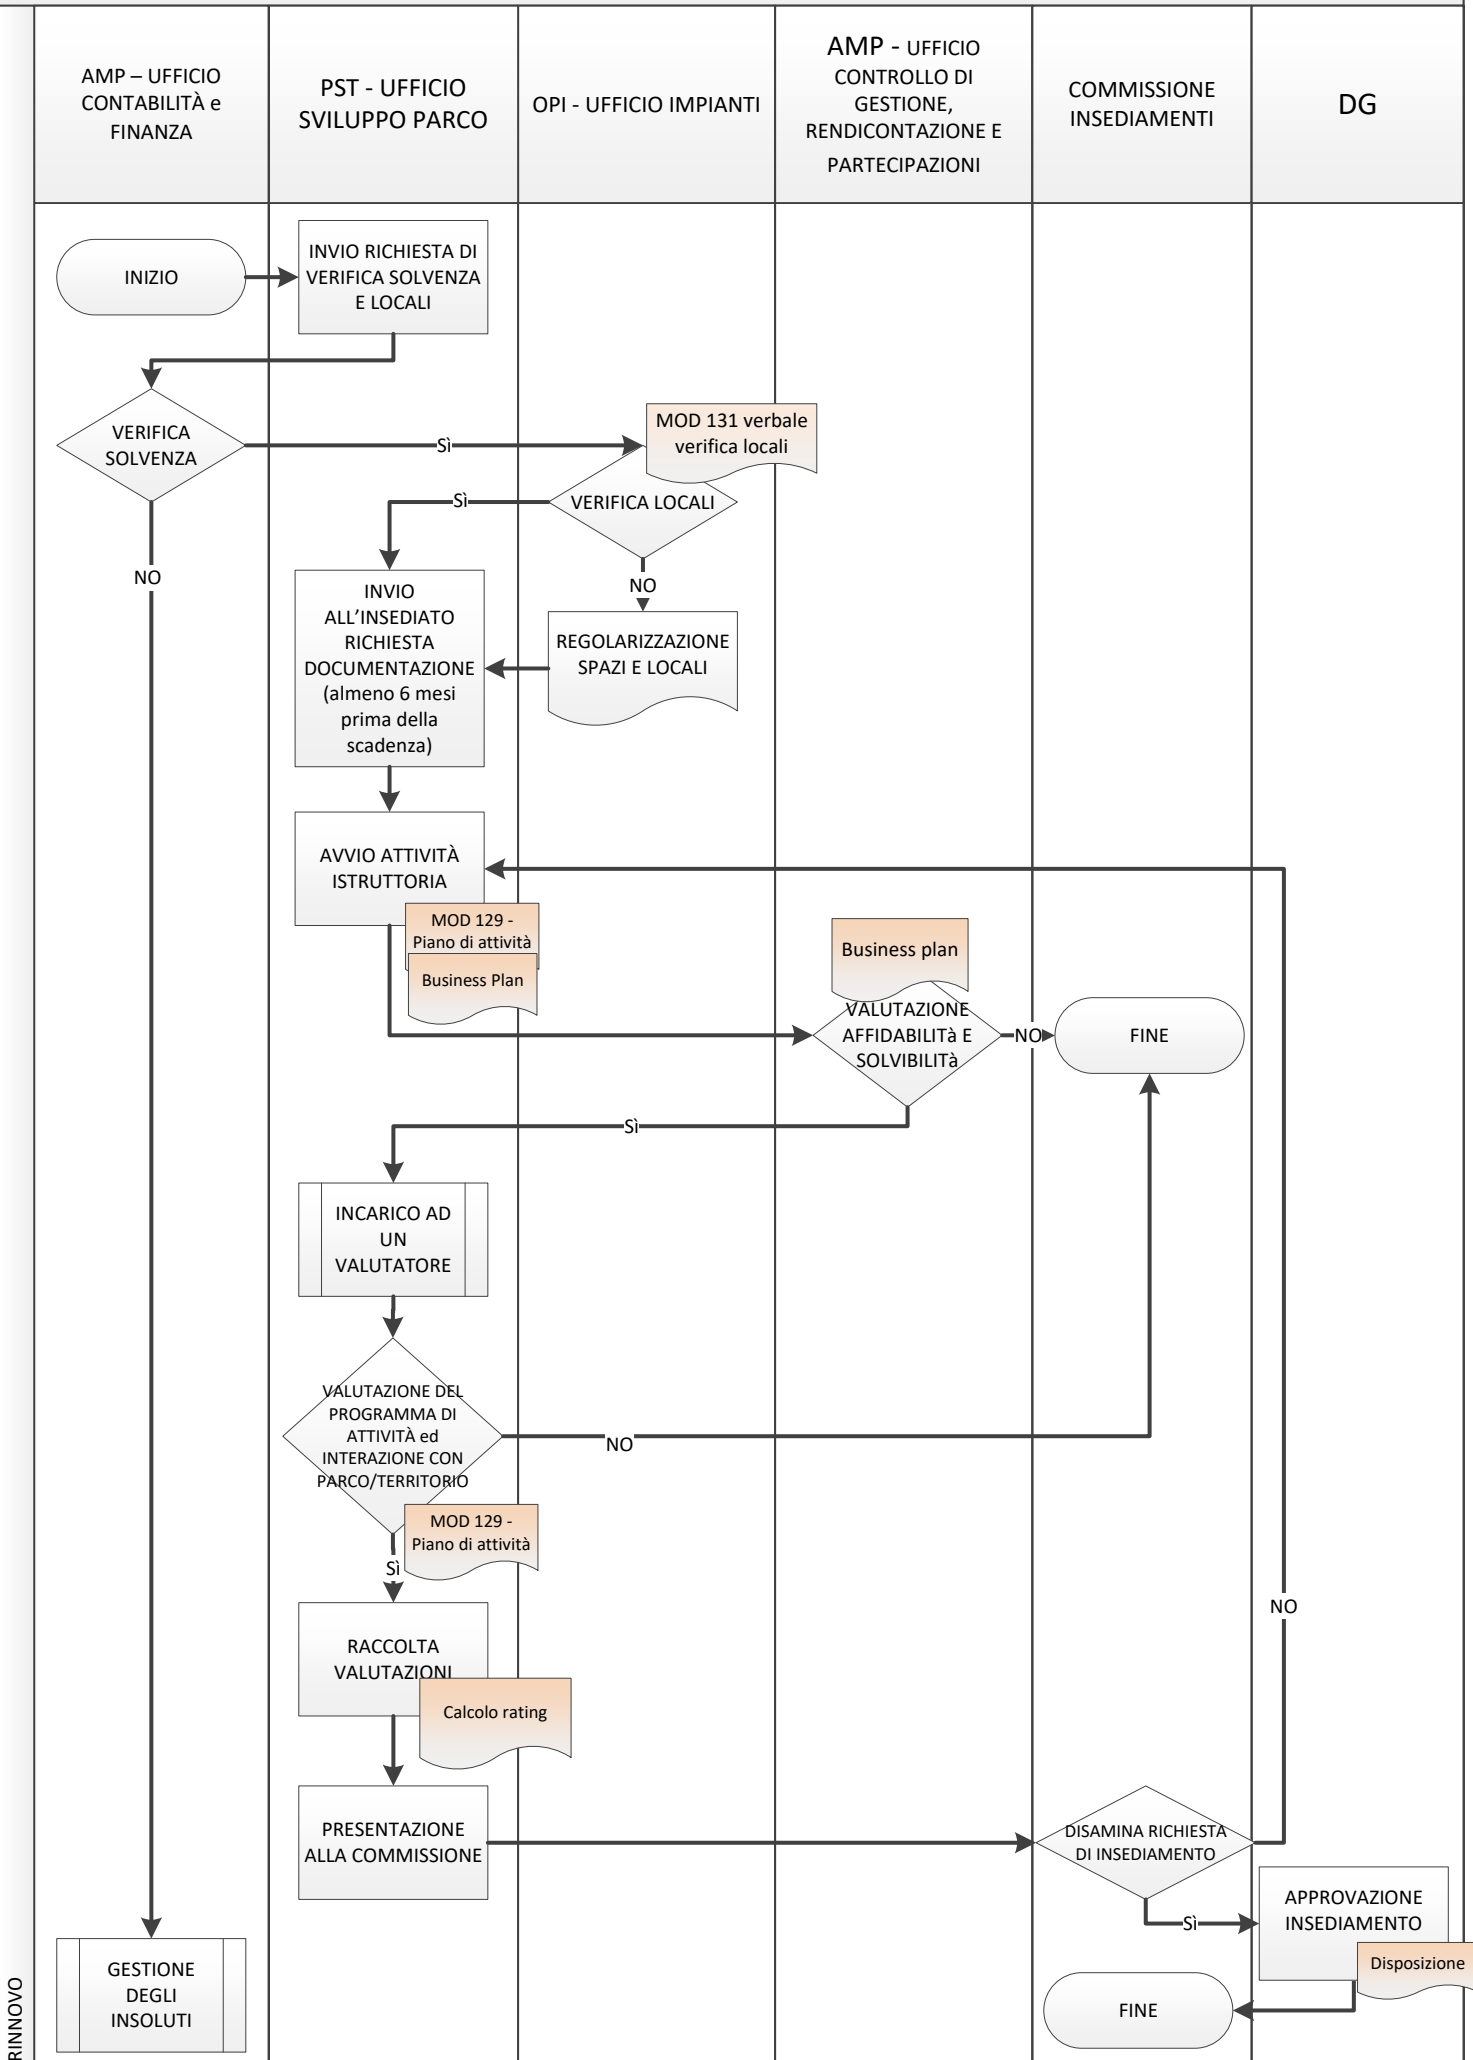 AMP – UFFICIO
CONTABILITÀ e
FINANZA
PST - UFFICIO
SVILUPPO PARCO
OPI - UFFICIO IMPIANTI
AMP - UFFICIO
CONTROLLO DI
GESTIONE,
RENDICONTAZIONE E
PARTECIPAZIONI
COMMISSIONE
INSEDIAMENTI
DG
INIZIO
INVIO RICHIESTA DI
VERIFICA SOLVENZA
E LOCALI
VERIFICA
SOLVENZA
Sì
MOD 131 verbale
verifica locali
VERIFICA LOCALI
Sì
NO
NO
INVIO
ALL’INSEDIATO
RICHIESTA
DOCUMENTAZIONE
(almeno 6 mesi
prima della
scadenza)
REGOLARIZZAZIONE
SPAZI E LOCALI
AVVIO ATTIVITÀ
ISTRUTTORIA
MOD 129 -
Piano di attività
Business Plan
Business plan
VALUTAZIONE
AFFIDABILITà E
SOLVIBILITà
NO
FINE
Sì
INCARICO AD
UN
VALUTATORE
VALUTAZIONE DEL
PROGRAMMA DI
ATTIVITÀ ed
INTERAZIONE CON
PARCO/TERRITORIO
NO
MOD 129 -
Piano di attività
Sì
NO
RACCOLTA
VALUTAZIONI
Calcolo rating
PRESENTAZIONE
ALLA COMMISSIONE
DISAMINA RICHIESTA
DI INSEDIAMENTO
Sì
APPROVAZIONE
INSEDIAMENTO
Disposizione
GESTIONE
DEGLI
INSOLUTI
FINE
RINNOVO